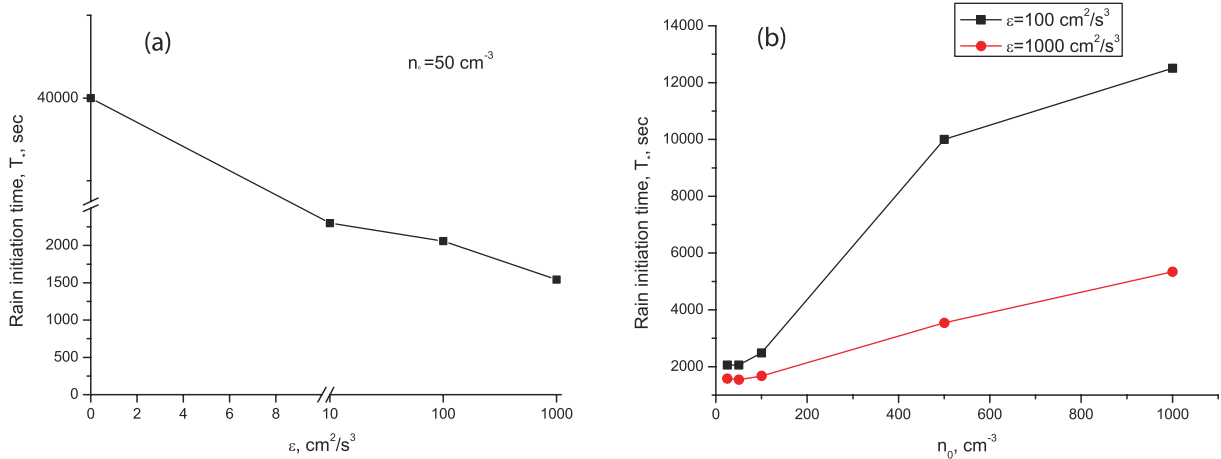 (a)
n₀=50 cm⁻³
Rain initiation time, T*, sec
40000
2000
1500
1000
500
0
0 2 4 6 8 10 100 1000
ε, cm²/s³
(b)
ε=100 cm²/s³
ε=1000 cm²/s³
Rain initiation time, T*, sec
14000
12000
10000
8000
6000
4000
2000
0 200 400 600 800 1000
n₀, cm⁻³